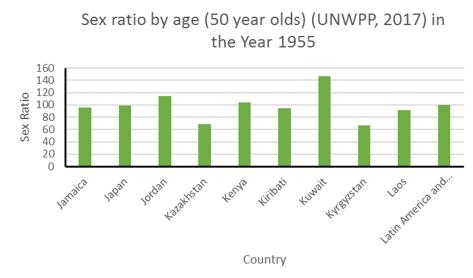 Sex ratio by age (50 year olds) (UNWPP, 2017) in
the Year 1955
160
140
120
100
80
60
40
20
0
Sex Ratio
Jamaica
Japan
Jordan
Kazakhstan
Kenya
Kiribati
Kuwait
Kyrgyzstan
Laos
Latin America and...
Country